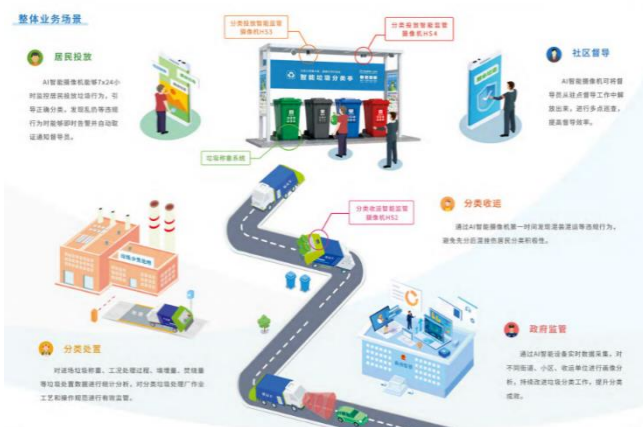 整体业务场景
居民投放
AI智能摄像机能够7x24小
时监控居民投放垃圾行为，引
导正确分类，发现乱扔等违规
行为时能够即时告警并自动取
证通知督导员。
分类投放智能监管
摄像机HS3
分类投放智能监管
摄像机HS4
智能垃圾分类亭
垃圾称重系统
社区督导
AI智能摄像机可将督
导员从驻点督导工作中解
放出来，进行多点巡查，
提高督导效率。
分类收运智能监管
摄像机HS2
分类收运
通过AI智能摄像机第一时间发现混装混运等违规行为，
避免先分后混挫伤居民分类积极性。
分类处置
对进场垃圾称重、工况处理过程、填埋量、焚烧量
等垃圾处置数据进行统计分析，对分类垃圾处理厂作业
工艺和操作规范进行有效监管。
政府监管
通过AI智能设备实时数据采集，对
不同街道、小区、收运单位进行画像分
析，持续改进垃圾分类工作，提升分类
成效。